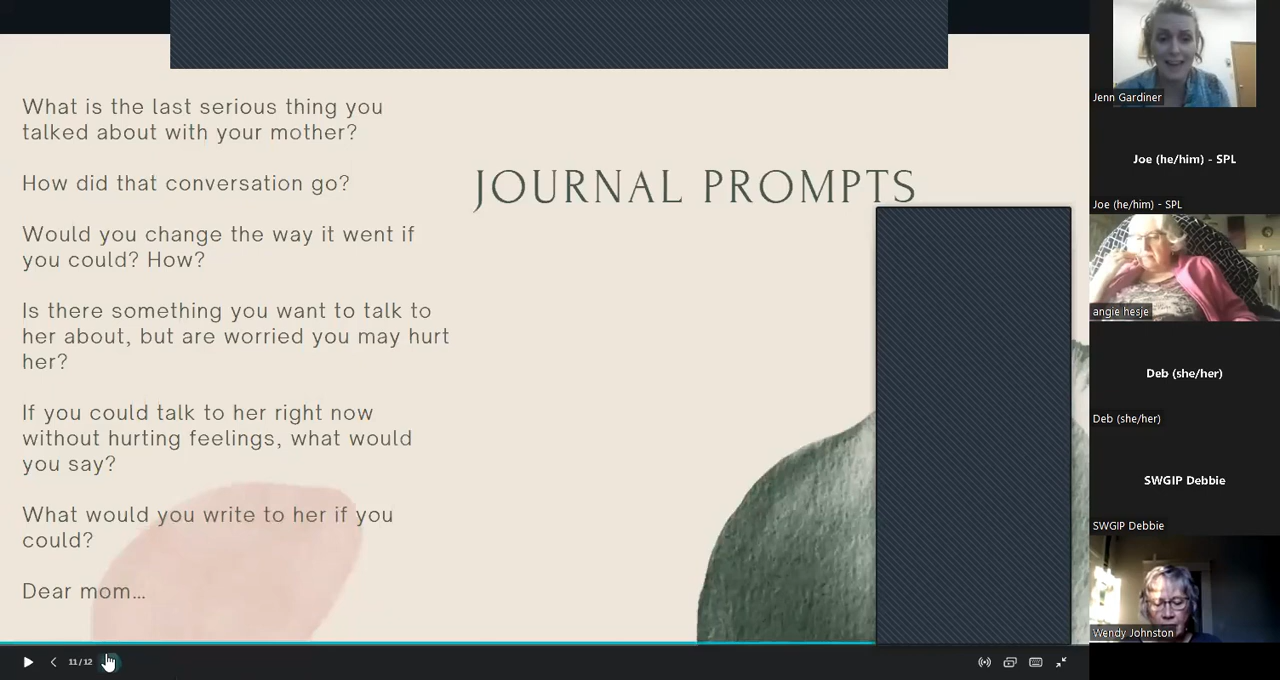 What is the last serious thing you
talked about with your mother?
How did that conversation go?
Would you change the way it went if
you could? How?
Is there something you want to talk to
her about, but are worried you may hurt
her?
If you could talk to her right now
without hurting feelings, what would
you say?
What would you write to her if you
could?
Dear mom...
JOURNAL PROMPTS
11 / 12
Jenn Gardiner
Joe (he/him) - SPL
Joe (he/him) - SPL
angie hesje
Deb (she/her)
Deb (she/her)
SWGIP Debbie
SWGIP Debbie
Wendy Johnston